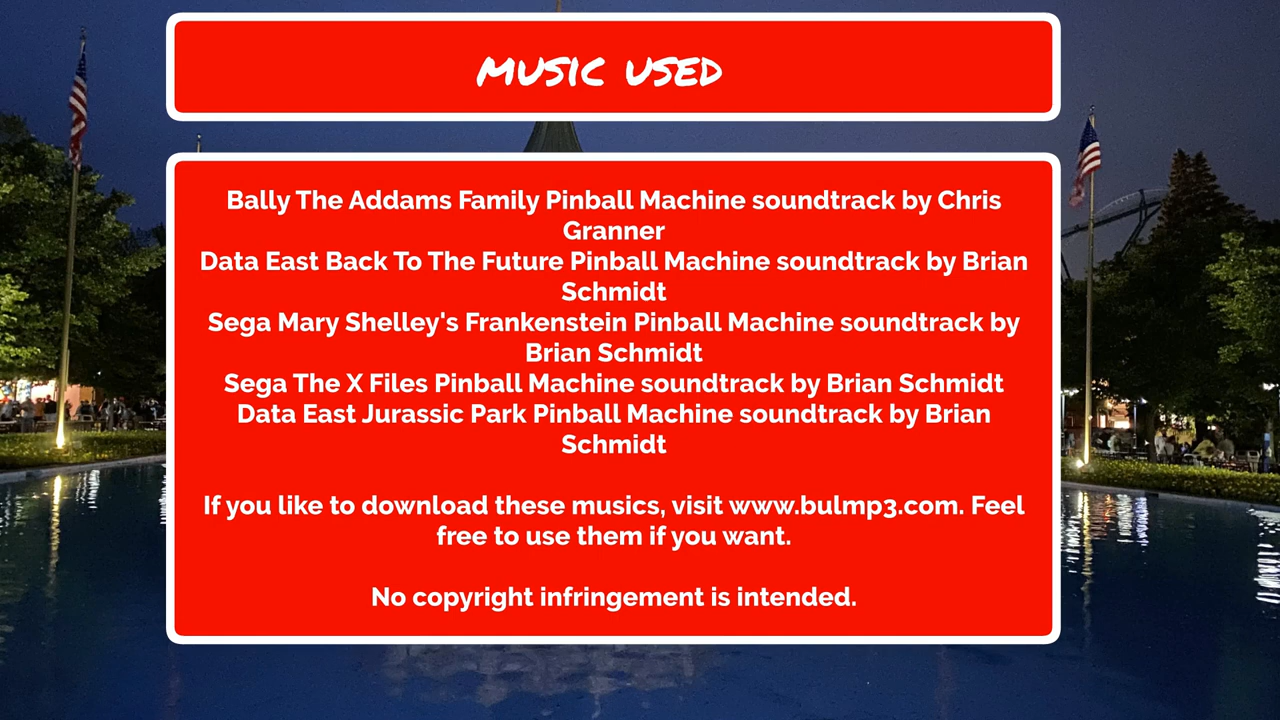 MUSIC USED
Bally The Addams Family Pinball Machine soundtrack by Chris
Granner
Data East Back To The Future Pinball Machine soundtrack by Brian
Schmidt
Sega Mary Shelley's Frankenstein Pinball Machine soundtrack by
Brian Schmidt
Sega The X Files Pinball Machine soundtrack by Brian Schmidt
Data East Jurassic Park Pinball Machine soundtrack by Brian
Schmidt
If you like to download these musics, visit www.bulmp3.com. Feel
free to use them if you want.
No copyright infringement is intended.